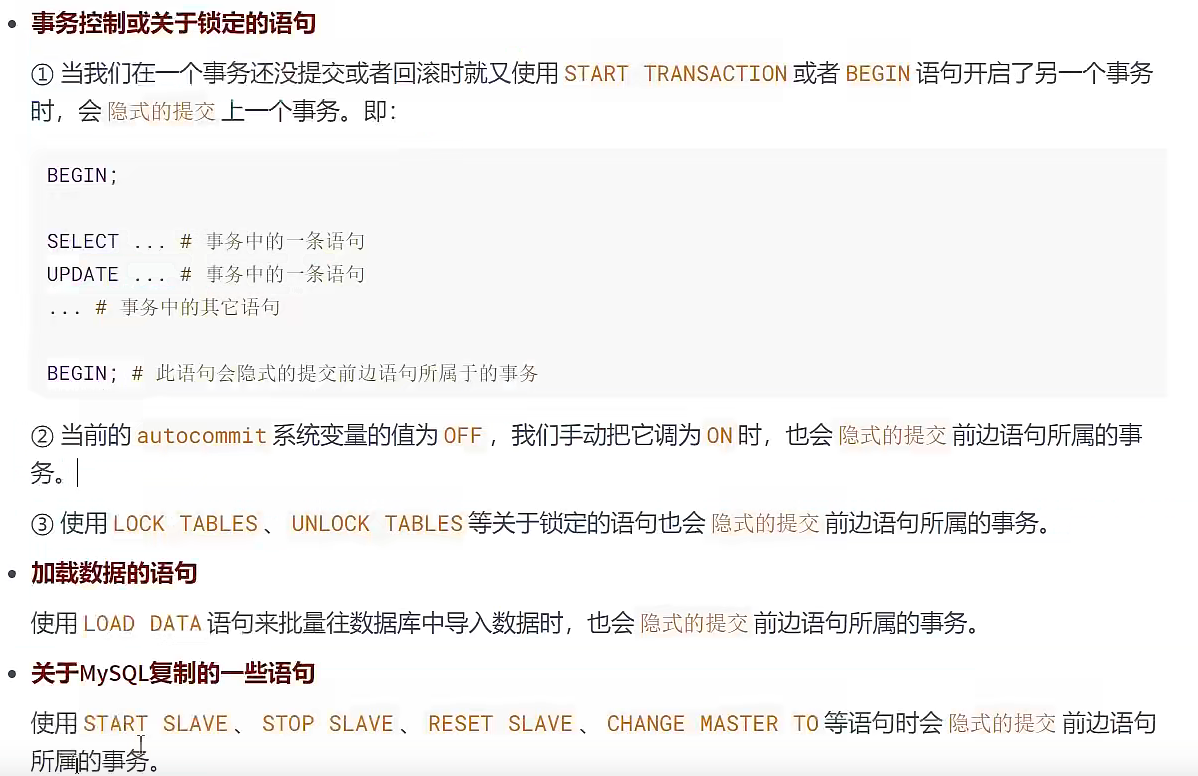 事务控制或关于锁定的语句
① 当我们在一个事务还没提交或者回滚时就又使用 START TRANSACTION 或者 BEGIN 语句开启了另一个事务
时，会 隐式的提交 上一个事务。即：
BEGIN;
SELECT ... # 事务中的一条语句
UPDATE ... # 事务中的一条语句
... # 事务中的其它语句
BEGIN; # 此语句会隐式的提交前边语句所属于的事务
② 当前的 autocommit 系统变量的值为 OFF ，我们手动把它调为 ON 时，也会 隐式的提交 前边语句所属的事
务。
③ 使用 LOCK TABLES 、 UNLOCK TABLES 等关于锁定的语句也会 隐式的提交 前边语句所属的事务。
加载数据的语句
使用 LOAD DATA 语句来批量往数据库中导入数据时，也会 隐式的提交 前边语句所属的事务。
关于MySQL复制的一些语句
使用 START SLAVE 、 STOP SLAVE 、 RESET SLAVE 、 CHANGE MASTER TO 等语句时会 隐式的提交 前边语句
所属的事务。